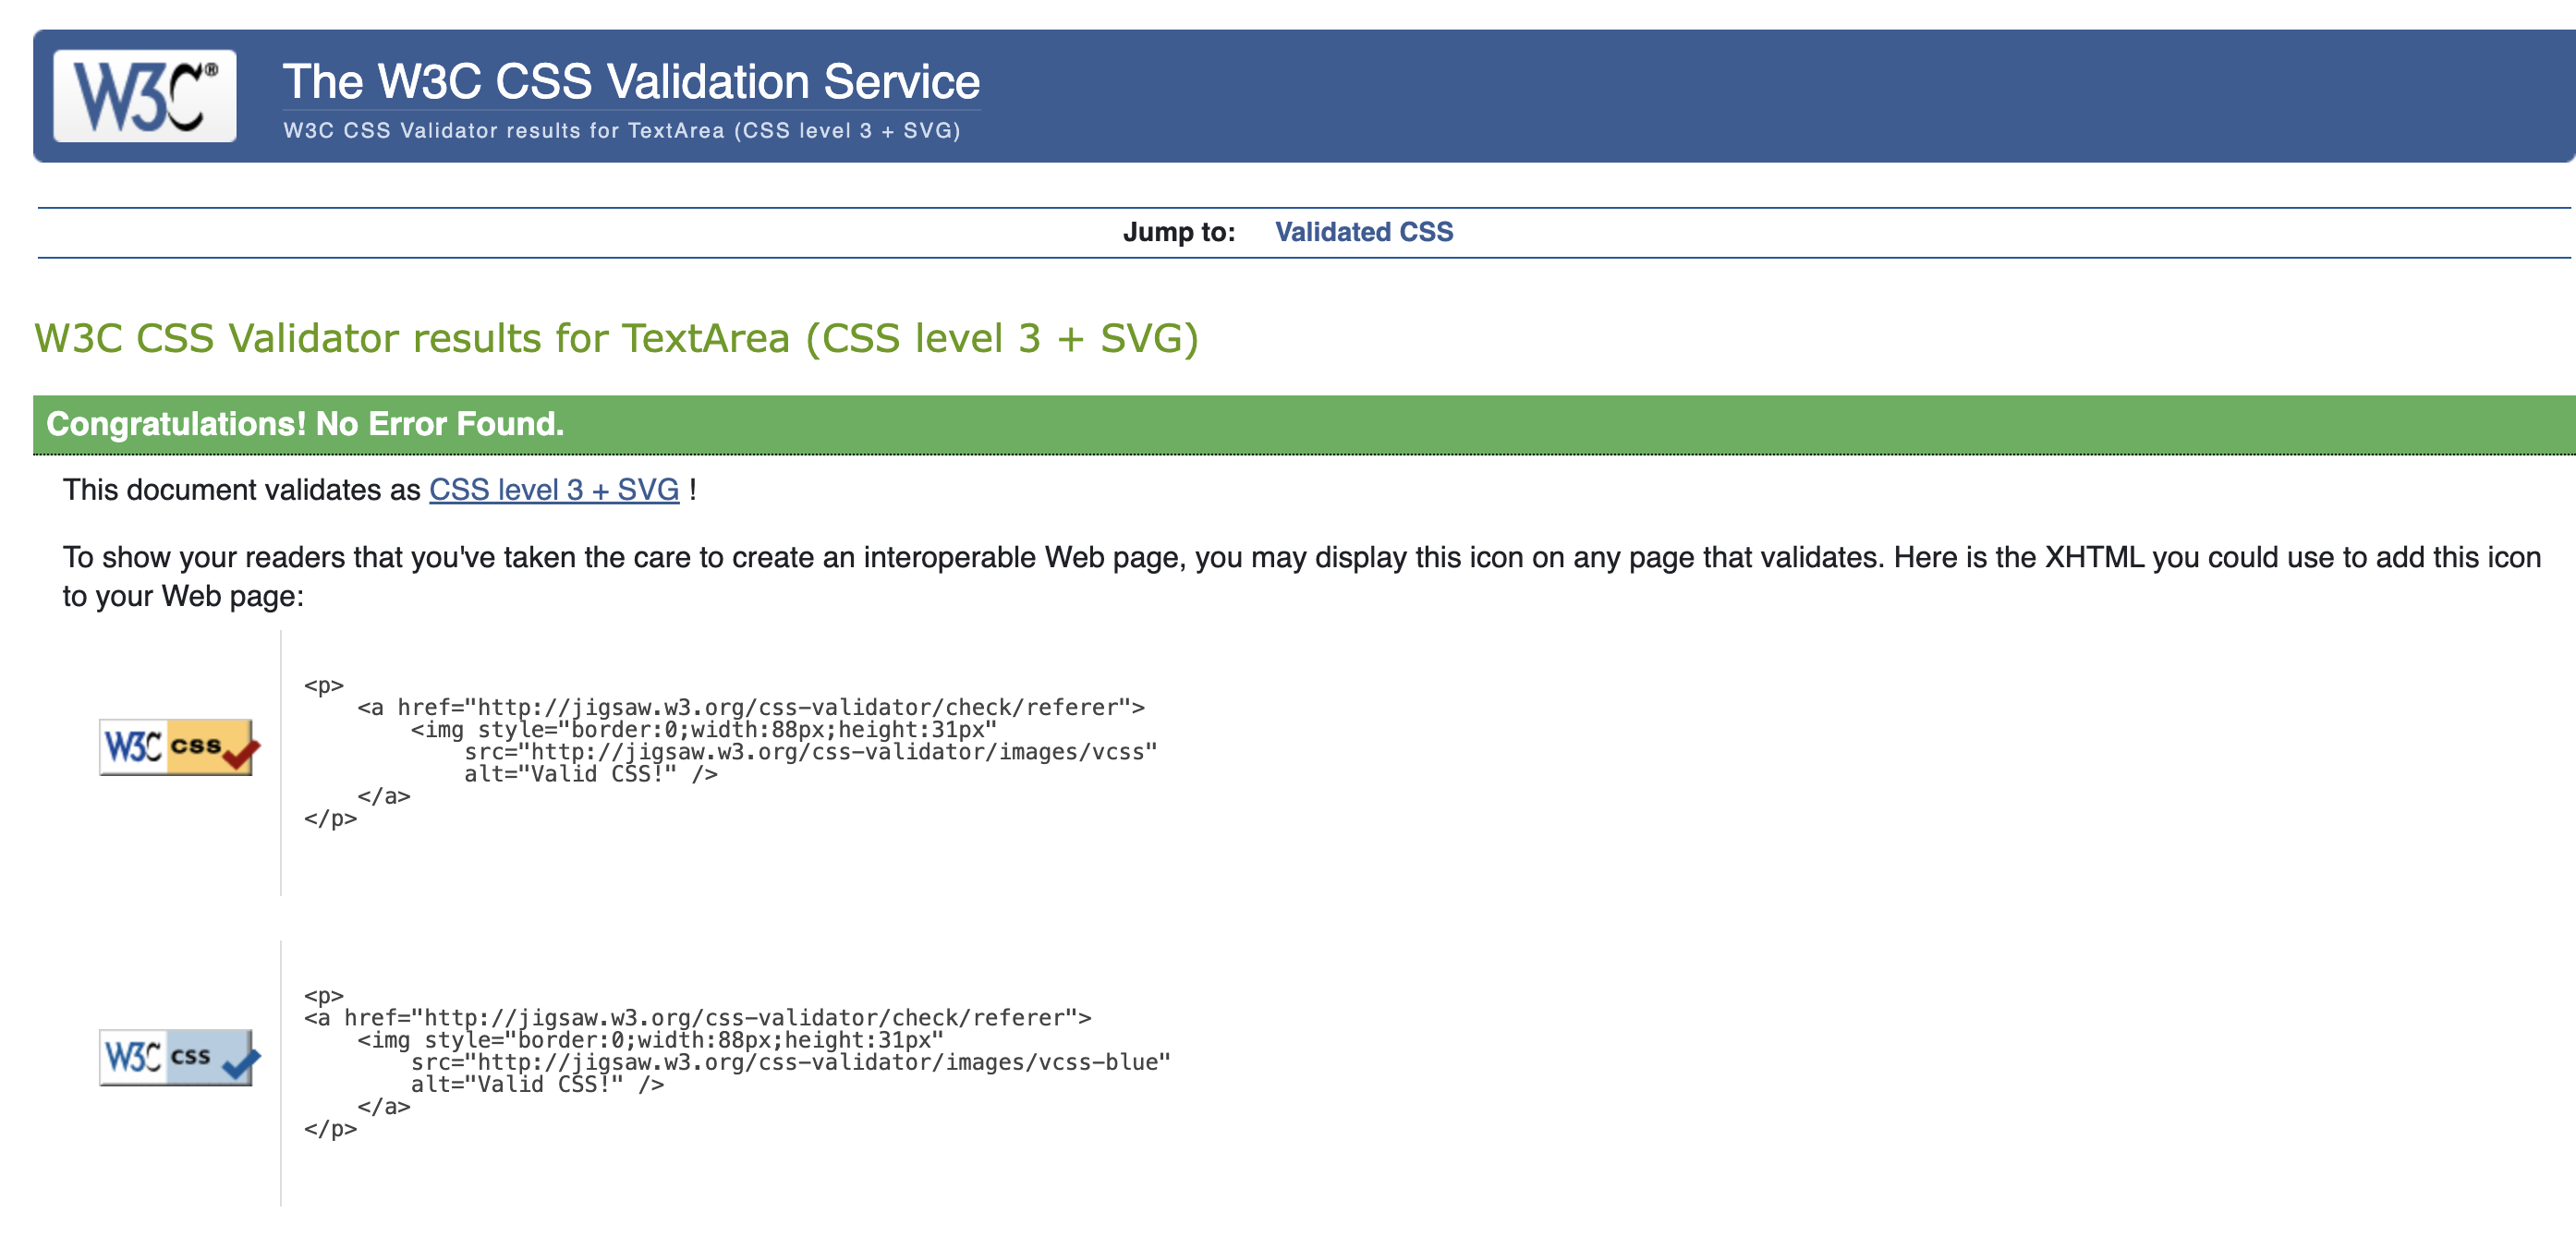 W3C®
The W3C CSS Validation Service
W3C CSS Validator results for TextArea (CSS level 3 + SVG)
Jump to: Validated CSS
W3C CSS Validator results for TextArea (CSS level 3 + SVG)
Congratulations! No Error Found.
This document validates as CSS level 3 + SVG !
To show your readers that you've taken the care to create an interoperable Web page, you may display this icon on any page that validates. Here is the XHTML you could use to add this icon
to your Web page:
W3C CSS
<p>
    <a href="http://jigsaw.w3.org/css-validator/check/referer">
        <img style="border:0;width:88px;height:31px"
            src="http://jigsaw.w3.org/css-validator/images/vcss"
            alt="Valid CSS!" />
    </a>
</p>
W3C CSS
<p>
<a href="http://jigsaw.w3.org/css-validator/check/referer">
    <img style="border:0;width:88px;height:31px"
        src="http://jigsaw.w3.org/css-validator/images/vcss-blue"
        alt="Valid CSS!" />
    </a>
</p>